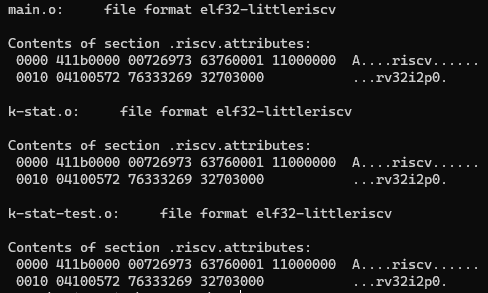 main.o:     file format elf32-littleriscv
Contents of section .riscv.attributes:
 0000 411b0000 00726973 63760001 11000000  A....riscv......
 0010 04100572 76333269 32703000           ...rv32i2p0.
k-stat.o:     file format elf32-littleriscv
Contents of section .riscv.attributes:
 0000 411b0000 00726973 63760001 11000000  A....riscv......
 0010 04100572 76333269 32703000           ...rv32i2p0.
k-stat-test.o:     file format elf32-littleriscv
Contents of section .riscv.attributes:
 0000 411b0000 00726973 63760001 11000000  A....riscv......
 0010 04100572 76333269 32703000           ...rv32i2p0.